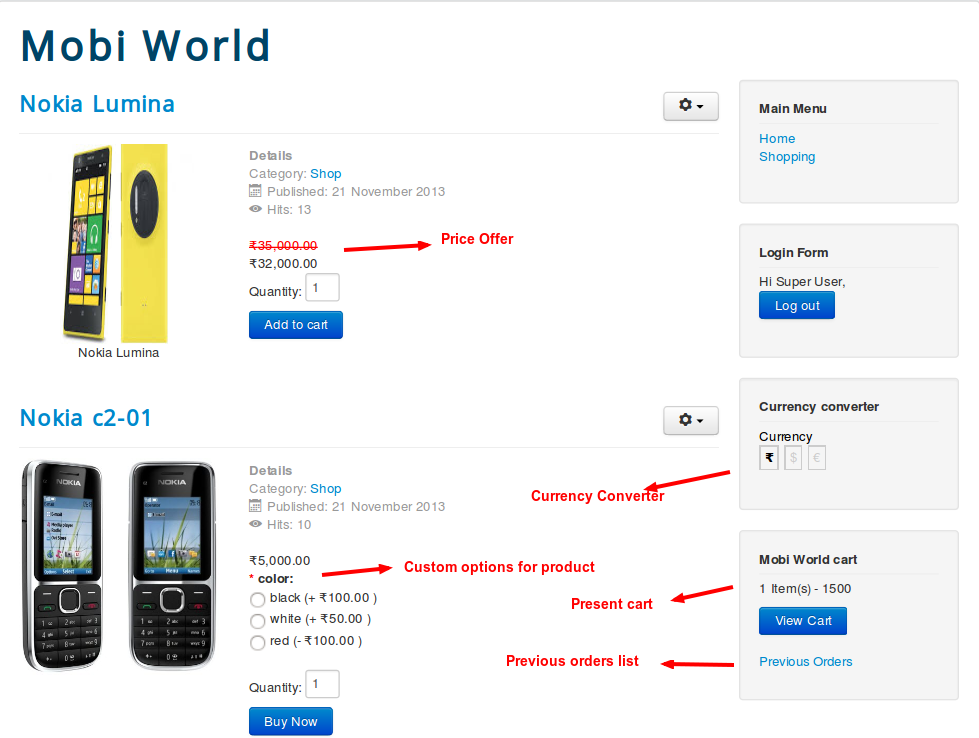 Mobi World
Nokia Lumina
Details
Category: Shop
Published: 21 November 2013
Hits: 13
₹35,000.00
Price Offer
₹32,000.00
Quantity: 1
Add to cart
Nokia Lumina
Nokia c2-01
Details
Category: Shop
Published: 21 November 2013
Hits: 10
₹5,000.00
* color:
Custom options for product
black (+ ₹100.00 )
white (+ ₹50.00 )
red (- ₹100.00 )
Quantity: 1
Buy Now
NOKIA
NOKIA
Main Menu
Home
Shopping
Login Form
Hi Super User,
Log out
Currency converter
Currency
₹ $ €
Currency Converter
Mobi World cart
1 Item(s) - 1500
Present cart
View Cart
Previous orders list
Previous Orders